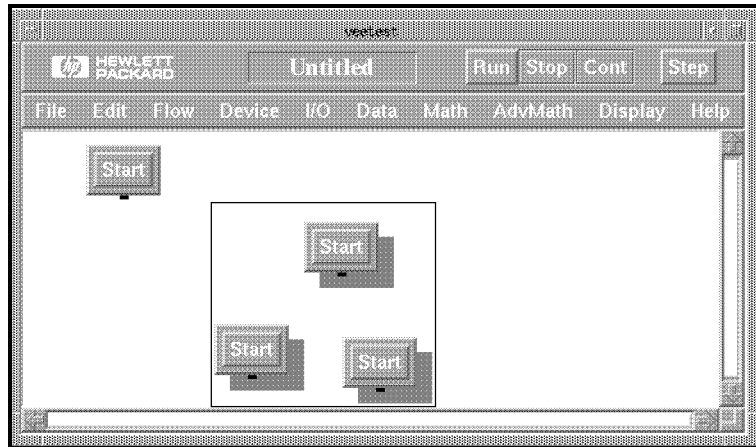 veetest
hp HEWLETT PACKARD Untitled Run Stop Cont Step
File Edit Flow Device I/O Data Math AdvMath Display Help
Start
Start
Start
Start